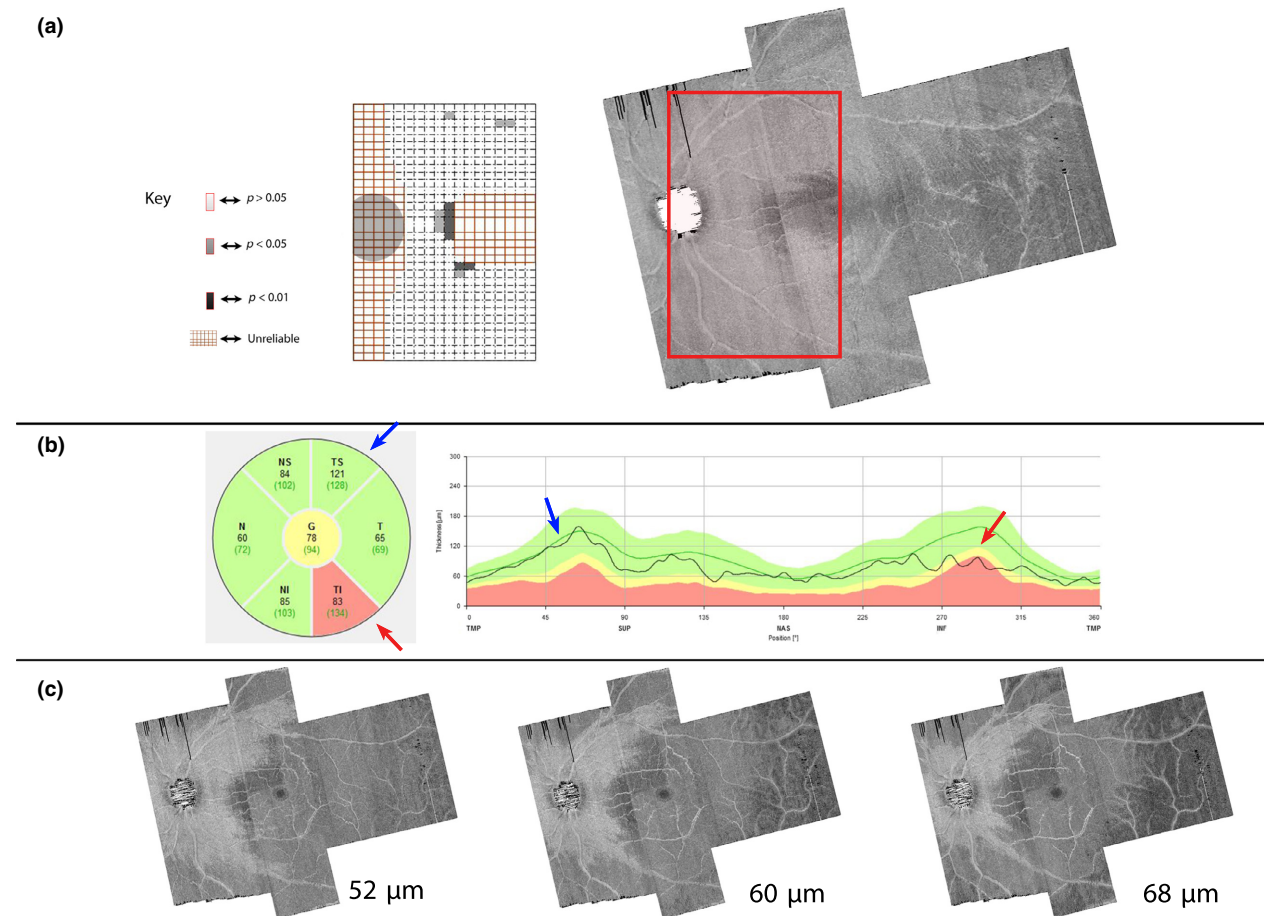 (a)
Key
p > 0.05
p < 0.05
p < 0.01
Unreliable
(b)
NS
84
(102)
TS
121
(128)
N
60
(72)
G
78
(94)
T
65
(69)
NI
85
(103)
TI
83
(134)
Thickness [µm]
300
240
180
120
60
0
0
45
90
135
180
225
270
315
360
TMP
SUP
NAS
INF
TMP
Position [°]
(c)
52 µm
60 µm
68 µm